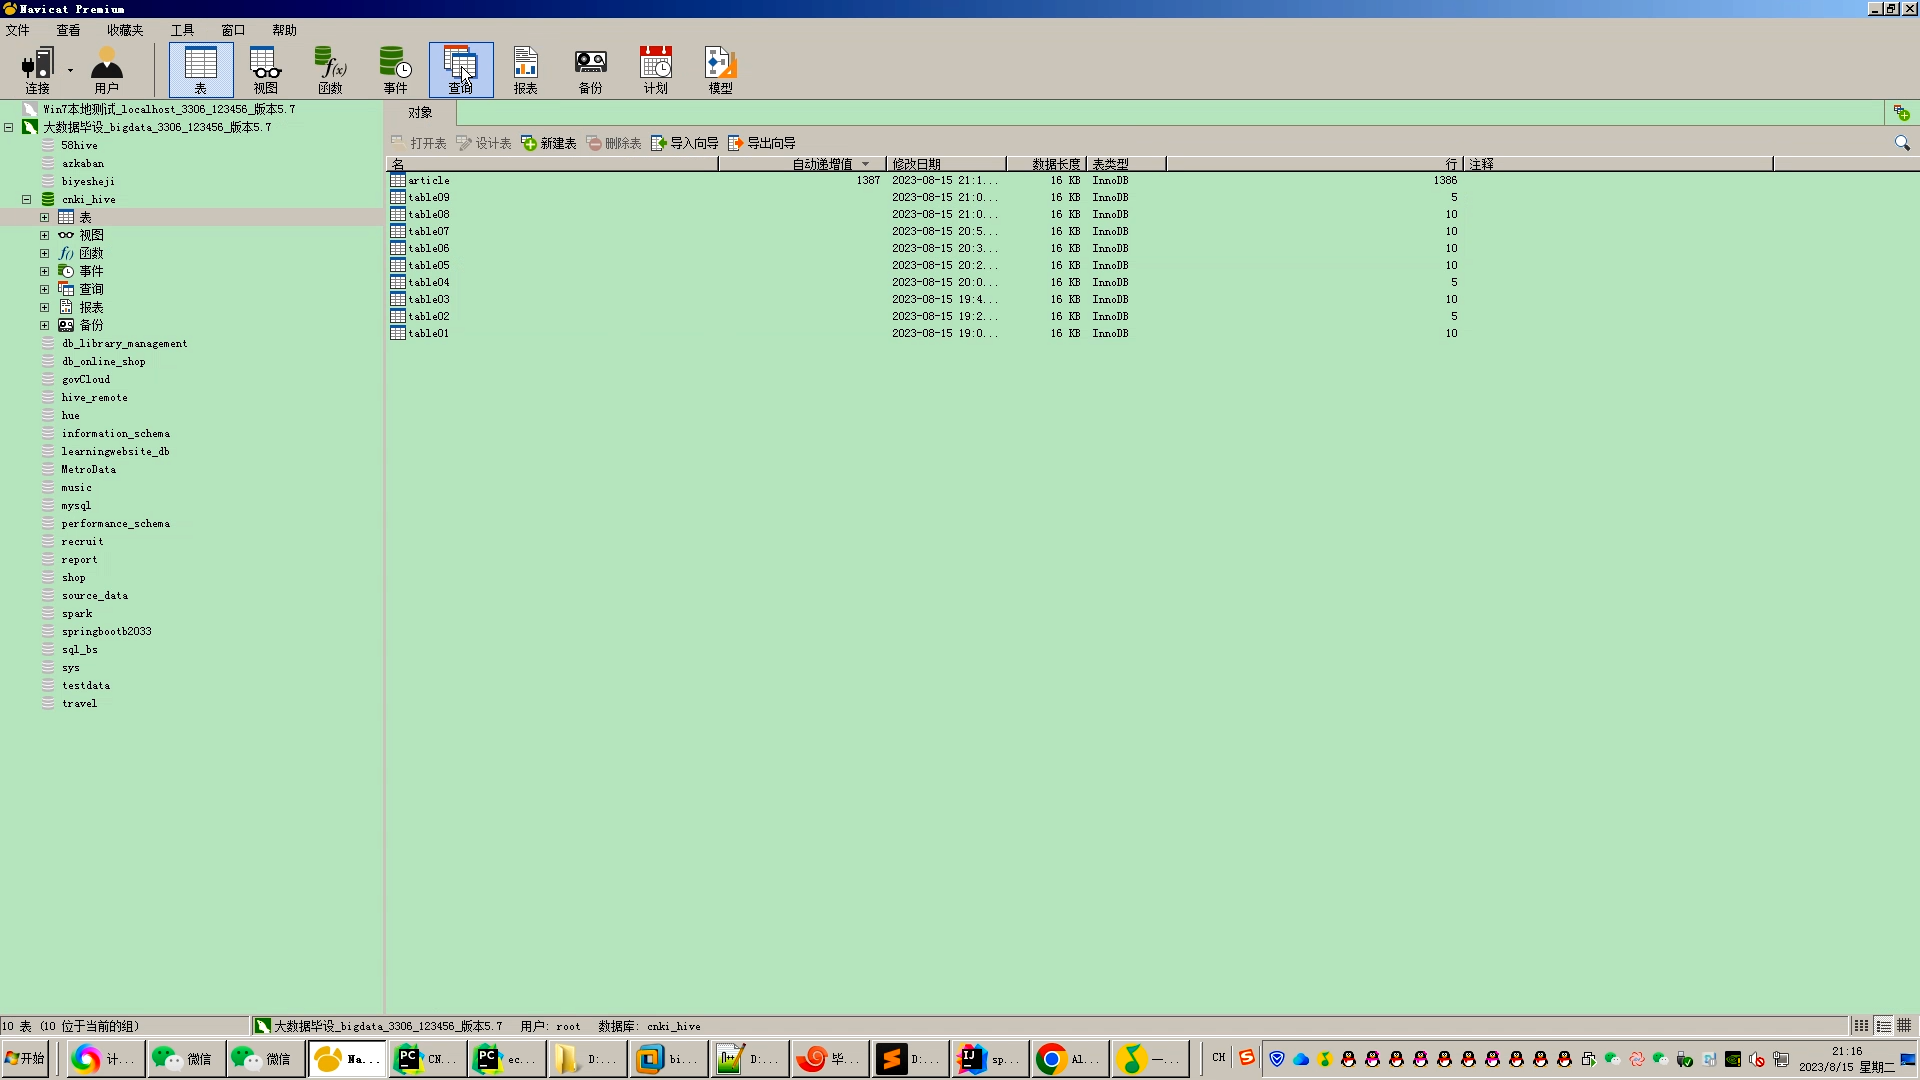 Navicat Premium
文件 查看 收藏夹 工具 窗口 帮助
连接 用户 表 视图 函数 事件 查询 报表 备份 计划 模型
Win7本地测试_localhost_3306_123456_版本5.7
大数据毕设_bigdata_3306_123456_版本5.7
58hive
azkaban
biyesheji
cnki_hive
表
视图
函数
事件
查询
报表
备份
db_library_management
db_online_shop
govCloud
hive_remote
hue
information_schema
learningwebsite_db
MetroData
music
mysql
performance_schema
recruit
report
shop
source_data
spark
springbootb2033
sql_bs
sys
testdata
travel
对象
打开表 设计表 新建表 删除表 导入向导 导出向导
名 自动递增值 修改日期 数据长度 表类型 行 注释
article 1387 2023-08-15 21:1... 16 KB InnoDB 1386
table09 2023-08-15 21:0... 16 KB InnoDB 5
table08 2023-08-15 21:0... 16 KB InnoDB 10
table07 2023-08-15 20:5... 16 KB InnoDB 10
table06 2023-08-15 20:3... 16 KB InnoDB 10
table05 2023-08-15 20:2... 16 KB InnoDB 10
table04 2023-08-15 20:0... 16 KB InnoDB 5
table03 2023-08-15 19:4... 16 KB InnoDB 10
table02 2023-08-15 19:2... 16 KB InnoDB 5
table01 2023-08-15 19:0... 16 KB InnoDB 10
10 表 (10 位于当前的组) 大数据毕设_bigdata_3306_123456_版本5.7 用户: root 数据库: cnki_hive
开始 计... 微信 微信 Na... CN... ec... D:... bi... D:... 毕... D:... sp... Al... 一... CH 21:16
2023/8/15 星期二